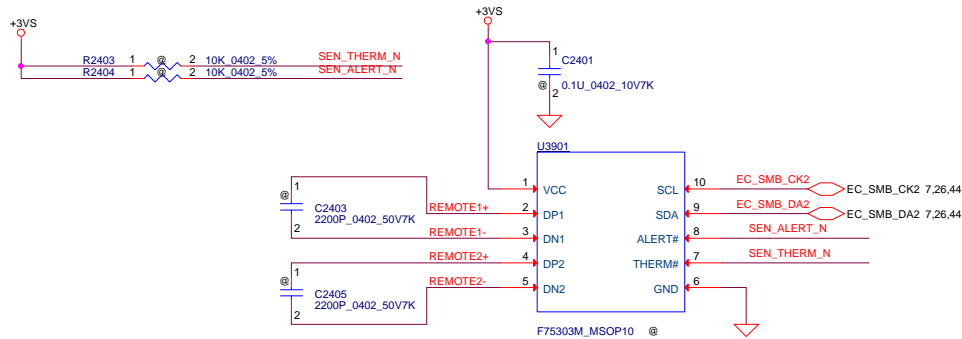 +3VS
R2403 1 @ 2 10K_0402_5% SEN_THERM_N
R2404 1 @ 2 10K_0402_5% SEN_ALERT_N
+3VS
1
C2401
@ 0.1U_0402_10V7K
2
U3901
1 VCC
2 DP1
3 DN1
4 DP2
5 DN2
SCL 10
SDA 9
ALERT# 8
THERM# 7
GND 6
EC_SMB_CK2
EC_SMB_CK2 7,26,44
EC_SMB_DA2
EC_SMB_DA2 7,26,44
SEN_ALERT_N
SEN_THERM_N
1
@
C2403
2200P_0402_50V7K
2
REMOTE1+
REMOTE1-
1
@
C2405
2200P_0402_50V7K
2
REMOTE2+
REMOTE2-
F75303M_MSOP10 @